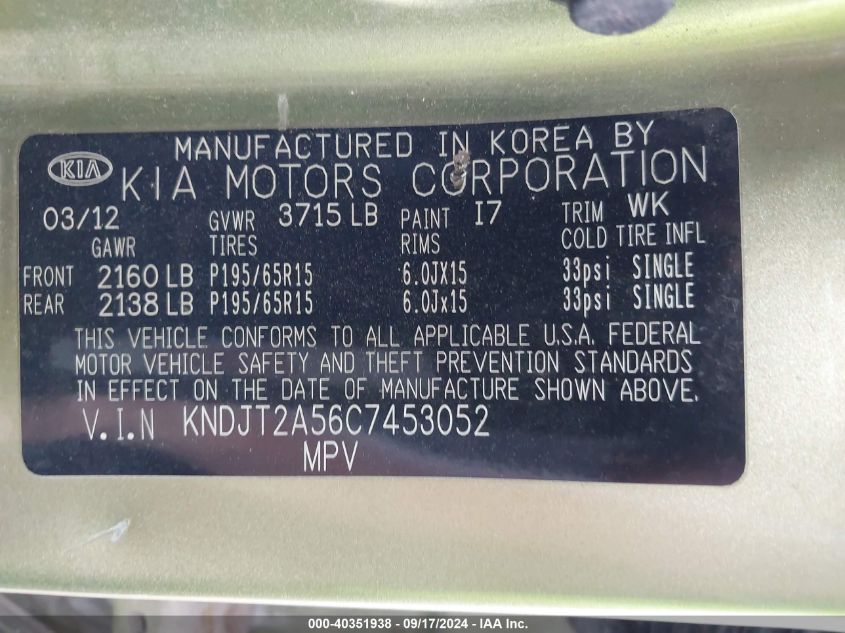 MANUFACTURED IN KOREA BY
KIA KIA MOTORS CORPORATION
03/12 GVWR 3715 LB PAINT I7 TRIM WK
GAWR TIRES RIMS COLD TIRE INFL
FRONT 2160 LB P195/65R15 6.0JX15 33psi SINGLE
REAR 2138 LB P195/65R15 6.0Jx15 33psi SINGLE
THIS VEHICLE CONFORMS TO ALL APPLICABLE U.S.A. FEDERAL
MOTOR VEHICLE SAFETY AND THEFT PREVENTION STANDARDS
IN EFFECT ON THE DATE OF MANUFACTURE SHOWN ABOVE.
V.I.N KNDJT2A56C7453052
MPV
000-40351938 - 09/17/2024 - IAA Inc.